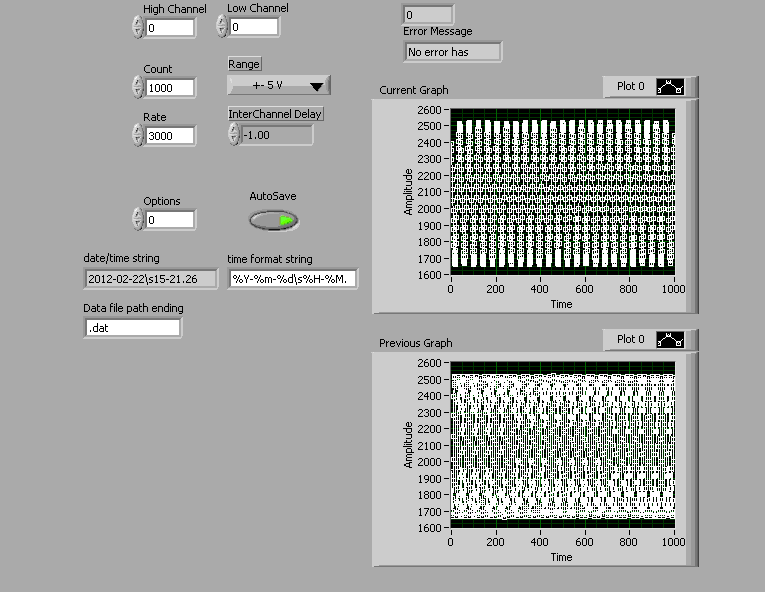 High Channel
0
Low Channel
0
0
Error Message
No error has
Count
1000
Range
+- 5 V
Rate
3000
InterChannel Delay
-1.00
Options
0
AutoSave
date/time string
2012-02-22\s15-21.26
time format string
%Y-%m-%d\s%H-%M.
Data file path ending
.dat
Current Graph
Plot 0
2600
2500
2400
2300
2200
2100
2000
1900
1800
1700
1600
Amplitude
0 200 400 600 800 1000
Time
Previous Graph
Plot 0
2600
2500
2400
2300
2200
2100
2000
1900
1800
1700
1600
Amplitude
0 200 400 600 800 1000
Time